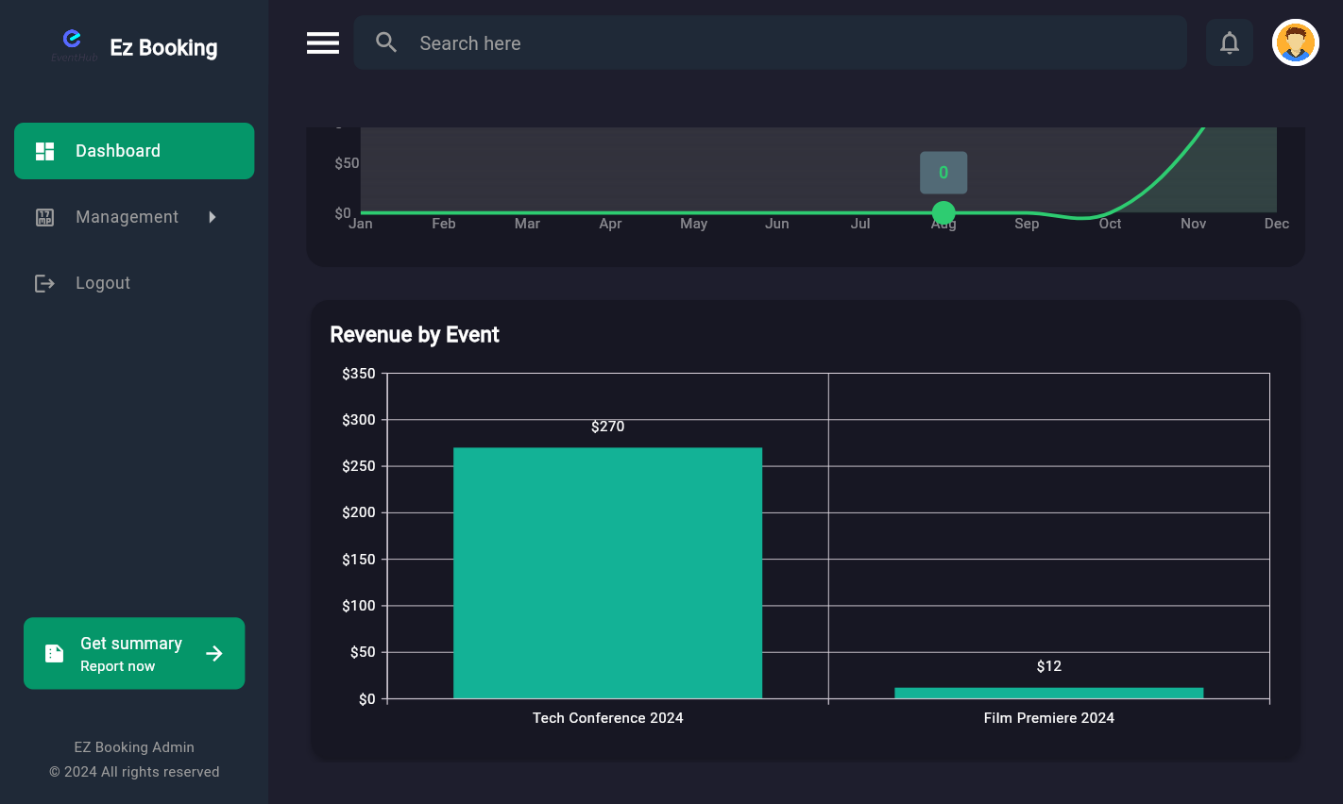 EventHub
Ez Booking
Search here
Dashboard
Management
Logout
Get summary
Report now
EZ Booking Admin
© 2024 All rights reserved
$50
0
$0
Jan Feb Mar Apr May Jun Jul Aug Sep Oct Nov Dec
Revenue by Event
$350
$300
$270
$250
$200
$150
$100
$50
$12
$0
Tech Conference 2024 Film Premiere 2024